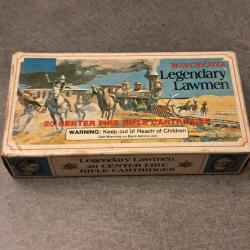 WINCHESTER
Legendary
Lawmen
20 CENTER FIRE RIFLE CARTRIDGES
WARNING: Keep out of Reach of Children
Legendary Lawmen
20 CENTER FIRE
RIFLE CARTRIDGES